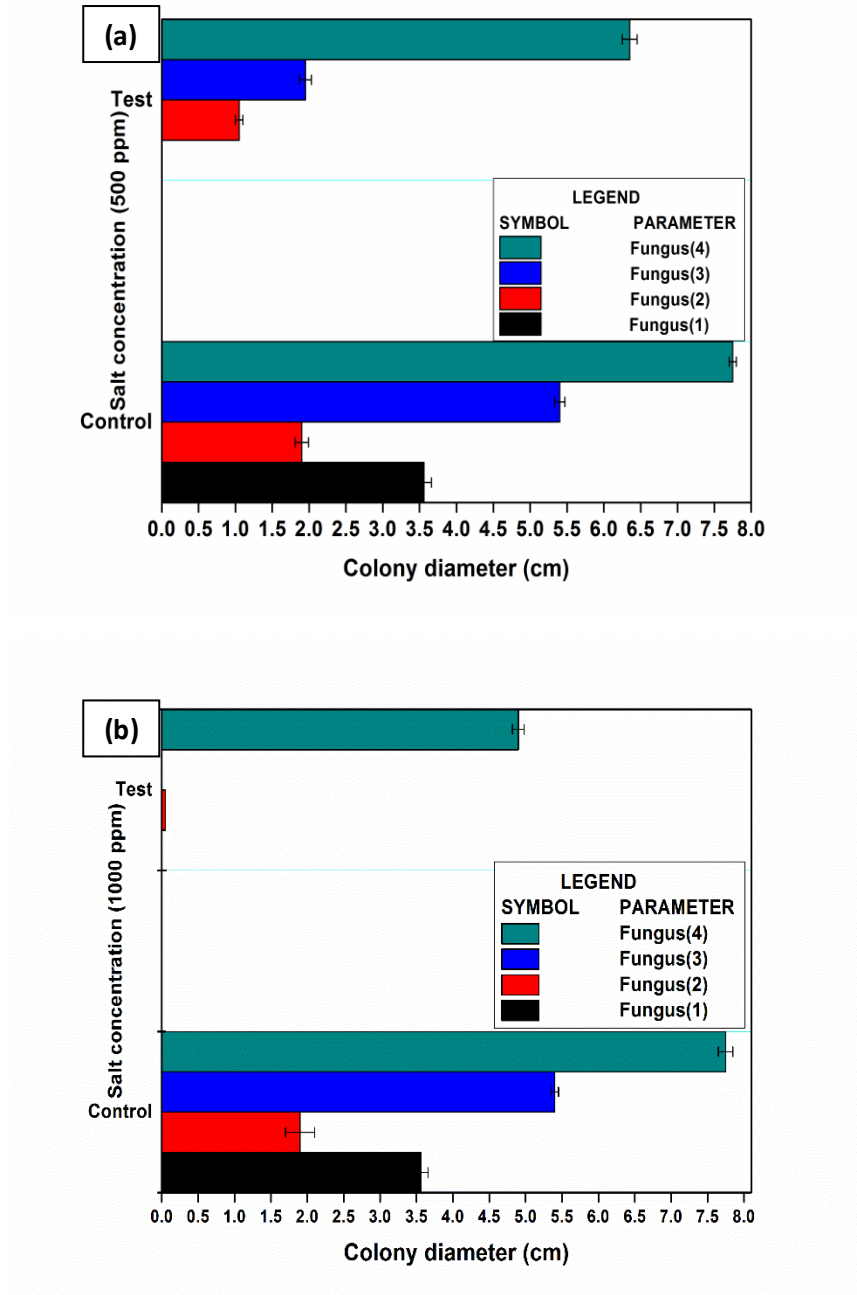 (a)
Salt concentration (500 ppm)
Test
Control
LEGEND
SYMBOL PARAMETER
Fungus(4)
Fungus(3)
Fungus(2)
Fungus(1)
0.0 0.5 1.0 1.5 2.0 2.5 3.0 3.5 4.0 4.5 5.0 5.5 6.0 6.5 7.0 7.5 8.0
Colony diameter (cm)
(b)
Salt concentration (1000 ppm)
Test
Control
LEGEND
SYMBOL PARAMETER
Fungus(4)
Fungus(3)
Fungus(2)
Fungus(1)
0.0 0.5 1.0 1.5 2.0 2.5 3.0 3.5 4.0 4.5 5.0 5.5 6.0 6.5 7.0 7.5 8.0
Colony diameter (cm)